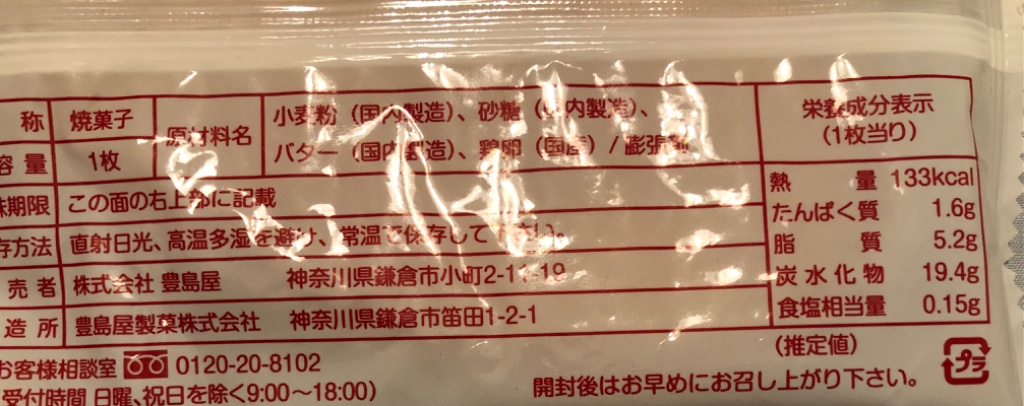 称 焼菓子 原材料名 小麦粉（国内製造）、砂糖（国内製造）、
バター（国内製造）、鶏卵（国産）/膨張剤
容量 1枚
味期限 この面の右上部に記載
存方法 直射日光、高温多湿を避け、常温で保存して下さい。
売者 株式会社 豊島屋 神奈川県鎌倉市小町2-11-19
造所 豊島屋製菓株式会社 神奈川県鎌倉市笛田1-2-1
栄養成分表示
（1枚当り）
熱量 133kcal
たんぱく質 1.6g
脂質 5.2g
炭水化物 19.4g
食塩相当量 0.15g
（推定値）
お客様相談室 0120-20-8102
受付時間 日曜、祝日を除く9:00～18:00）
開封後はお早めにお召し上がり下さい。
プラ